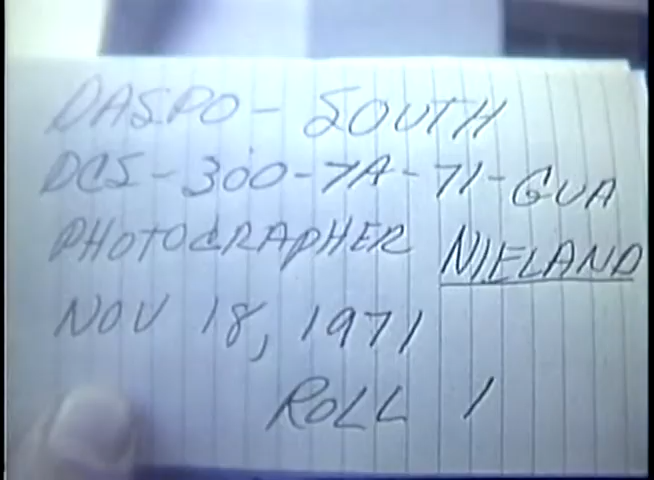 DASPO - SOUTH
DCS-300-7A-71-GUA
PHOTOGRAPHER NIELAND
NOV 18, 1971
ROLL 1